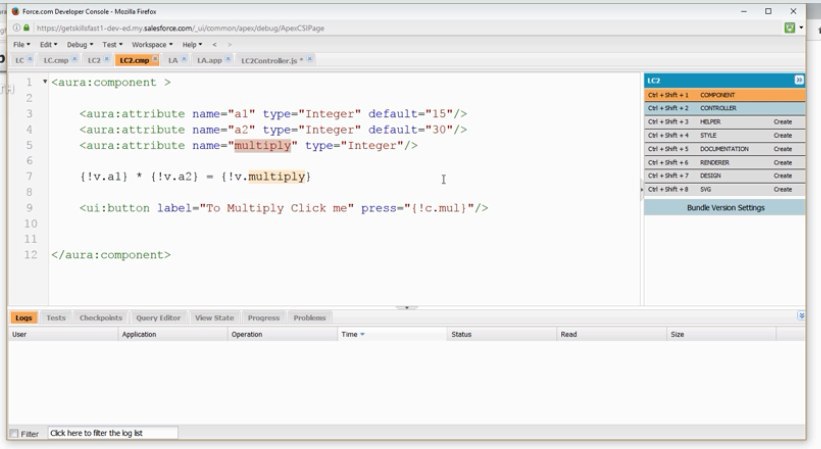 Force.com Developer Console - Mozilla Firefox
https://getskillsfast1-dev-ed.my.salesforce.com/_ui/common/apex/debug/ApexCSIPage
File Edit Debug Test Workspace Help < >
LC LC.cmp LC2 LC2.cmp LA LA.app LC2Controller.js *
1 <aura:component >
2
3 <aura:attribute name="a1" type="Integer" default="15"/>
4 <aura:attribute name="a2" type="Integer" default="30"/>
5 <aura:attribute name="multiply" type="Integer"/>
6
7 {!v.a1} * {!v.a2} = {!v.multiply}
8
9 <ui:button label="To Multiply Click me" press="{!c.mul}"/>
10
11
12 </aura:component>
LC2
Ctrl + Shift + 1 COMPONENT
Ctrl + Shift + 2 CONTROLLER
Ctrl + Shift + 3 HELPER Create
Ctrl + Shift + 4 STYLE Create
Ctrl + Shift + 5 DOCUMENTATION Create
Ctrl + Shift + 6 RENDERER Create
Ctrl + Shift + 7 DESIGN Create
Ctrl + Shift + 8 SVG Create
Bundle Version Settings
Logs Tests Checkpoints Query Editor View State Progress Problems
User Application Operation Time Status Read Size
Filter Click here to filter the log list